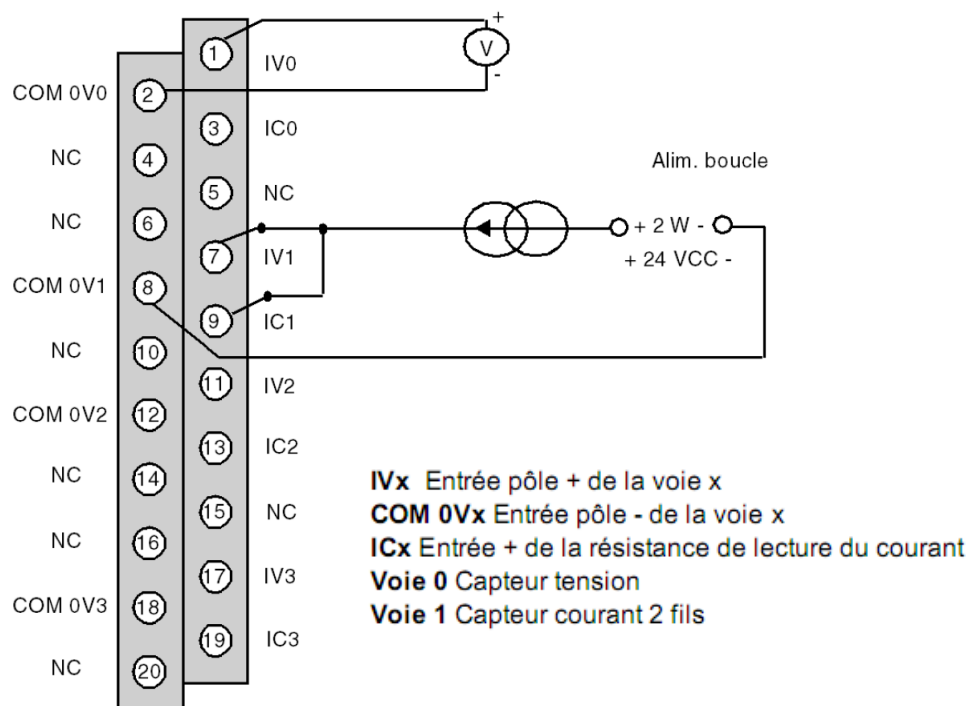 1 IV0 + V -
COM 0V0 2
3 IC0
NC 4
Alim. boucle
5 NC
NC 6
+ 2 W -
7 IV1
+ 24 VCC -
COM 0V1 8
9 IC1
NC 10
11 IV2
COM 0V2 12
13 IC2
NC 14
15 NC
NC 16
17 IV3
COM 0V3 18
19 IC3
NC 20
IVx Entrée pôle + de la voie x
COM 0Vx Entrée pôle - de la voie x
ICx Entrée + de la résistance de lecture du courant
Voie 0 Capteur tension
Voie 1 Capteur courant 2 fils